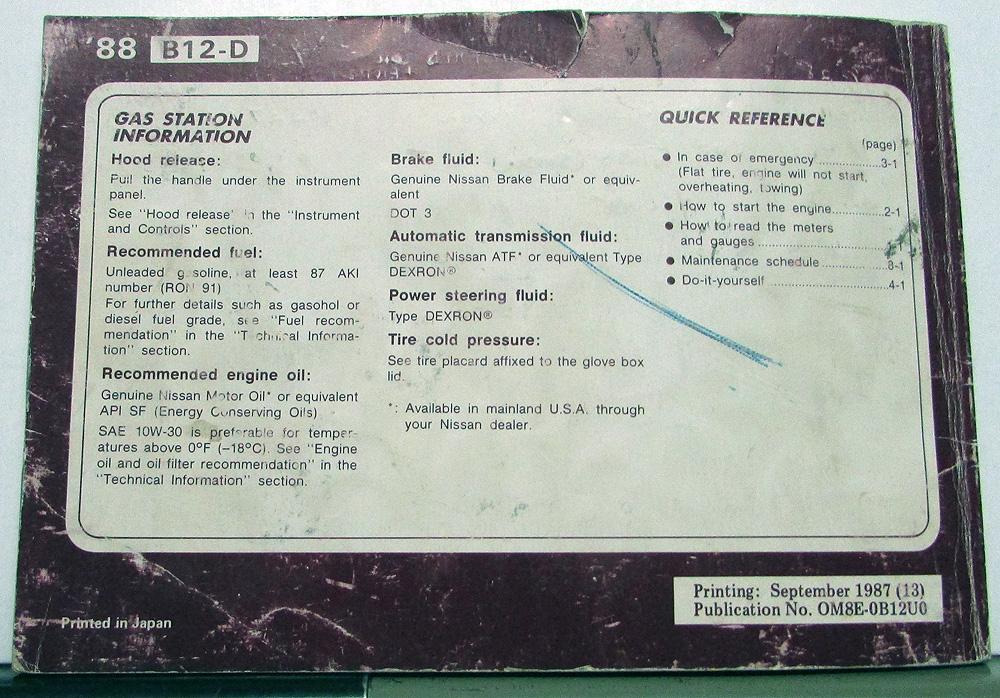 '88 B12-D
GAS STATION
INFORMATION
Hood release:
Pull the handle under the instrument
panel.
See "Hood release' in the "Instrument
and Controls" section.
Recommended fuel:
Unleaded gasoline, at least 87 AKI
number (RON 91)
For further details such as gasohol or
diesel fuel grade, see "Fuel recom-
mendation" in the "Technical Informa-
tion" section.
Recommended engine oil:
Genuine Nissan Motor Oil* or equivalent
API SF (Energy Conserving Oils)
SAE 10W-30 is preferable for temper-
atures above 0°F (–18°C). See "Engine
oil and oil filter recommendation" in the
"Technical Information" section.
Brake fluid:
Genuine Nissan Brake Fluid* or equiv-
alent
DOT 3
Automatic transmission fluid:
Genuine Nissan ATF* or equivalent Type
DEXRON®
Power steering fluid:
Type DEXRON®
Tire cold pressure:
See tire placard affixed to the glove box
lid.
*: Available in mainland U.S.A. through
your Nissan dealer.
QUICK REFERENCE
(page)
● In case of emergency ..................3-1
(Flat tire, engine will not start,
overheating, towing)
● How to start the engine............2-1
● How to read the meters
and gauges ..............................
● Maintenance schedule ...............8-1
● Do-it-yourself ...........................4-1
Printing: September 1987 (13)
Publication No. OM8E-0B12U0
Printed in Japan